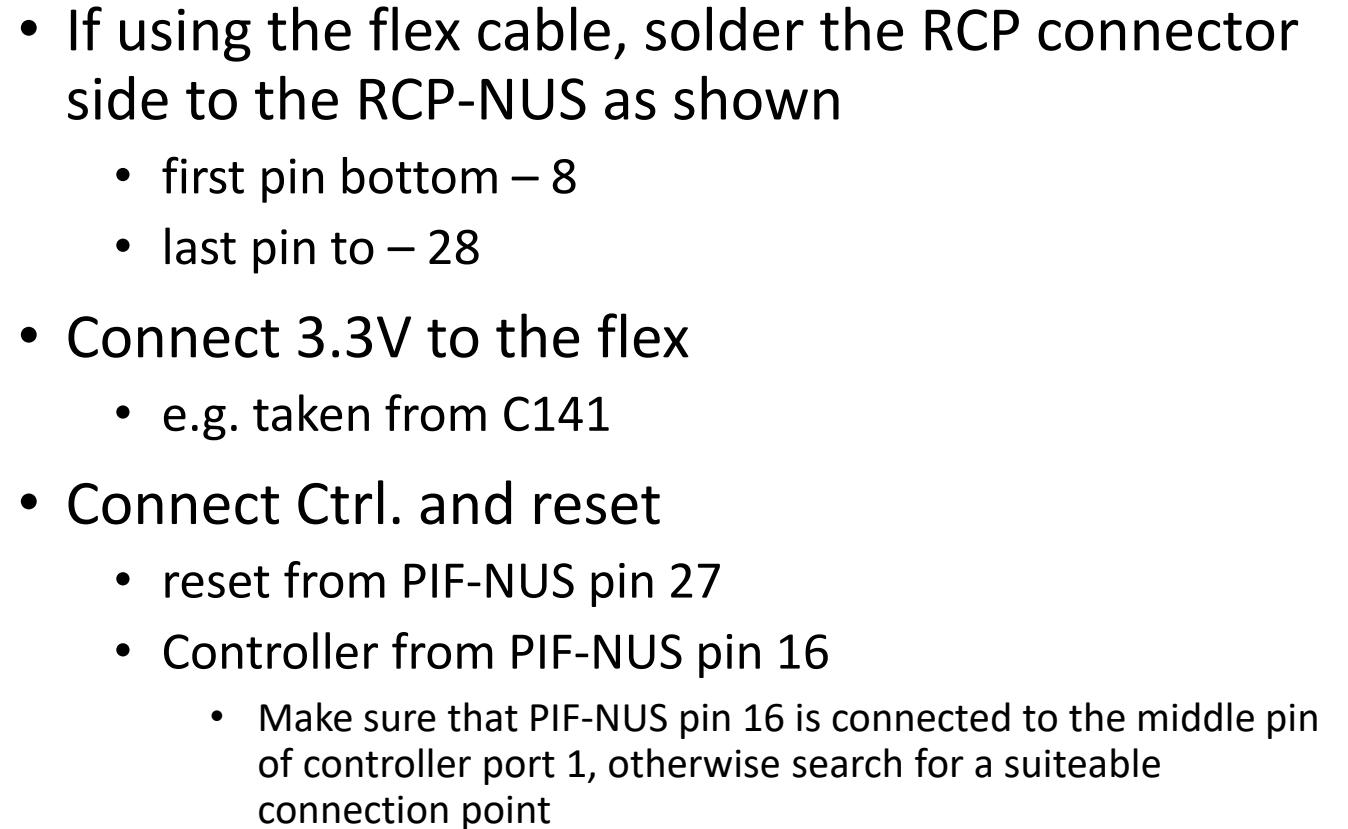 • If using the flex cable, solder the RCP connector
side to the RCP-NUS as shown
• first pin bottom – 8
• last pin to – 28
• Connect 3.3V to the flex
• e.g. taken from C141
• Connect Ctrl. and reset
• reset from PIF-NUS pin 27
• Controller from PIF-NUS pin 16
• Make sure that PIF-NUS pin 16 is connected to the middle pin
of controller port 1, otherwise search for a suiteable
connection point